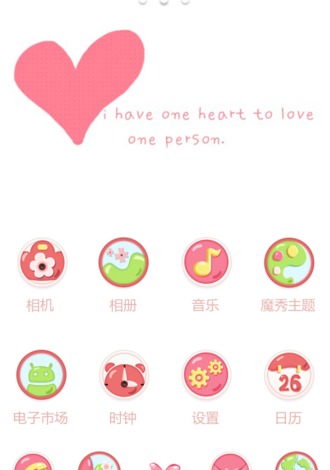 i have one heart to love
one person.
相机 相册 音乐 魔秀主题
电子市场 时钟 设置 26 日历